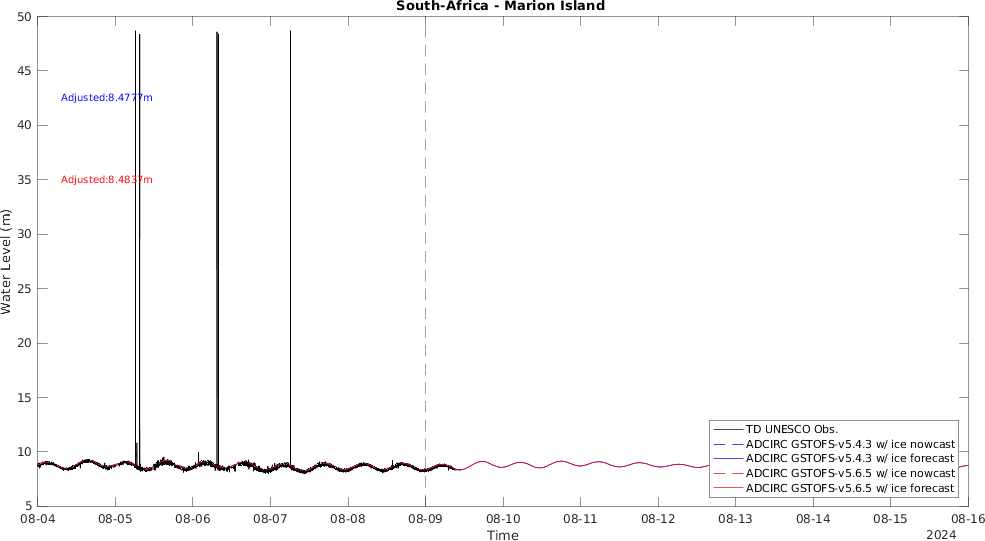 South-Africa - Marion Island
50
45
40
35
30
25
20
15
10
5
Water Level (m)
Adjusted:8.4777m
Adjusted:8.4837m
TD UNESCO Obs.
ADCIRC GSTOFS-v5.4.3 w/ ice nowcast
ADCIRC GSTOFS-v5.4.3 w/ ice forecast
ADCIRC GSTOFS-v5.6.5 w/ ice nowcast
ADCIRC GSTOFS-v5.6.5 w/ ice forecast
08-04 08-05 08-06 08-07 08-08 08-09 08-10 08-11 08-12 08-13 08-14 08-15 08-16
Time
2024